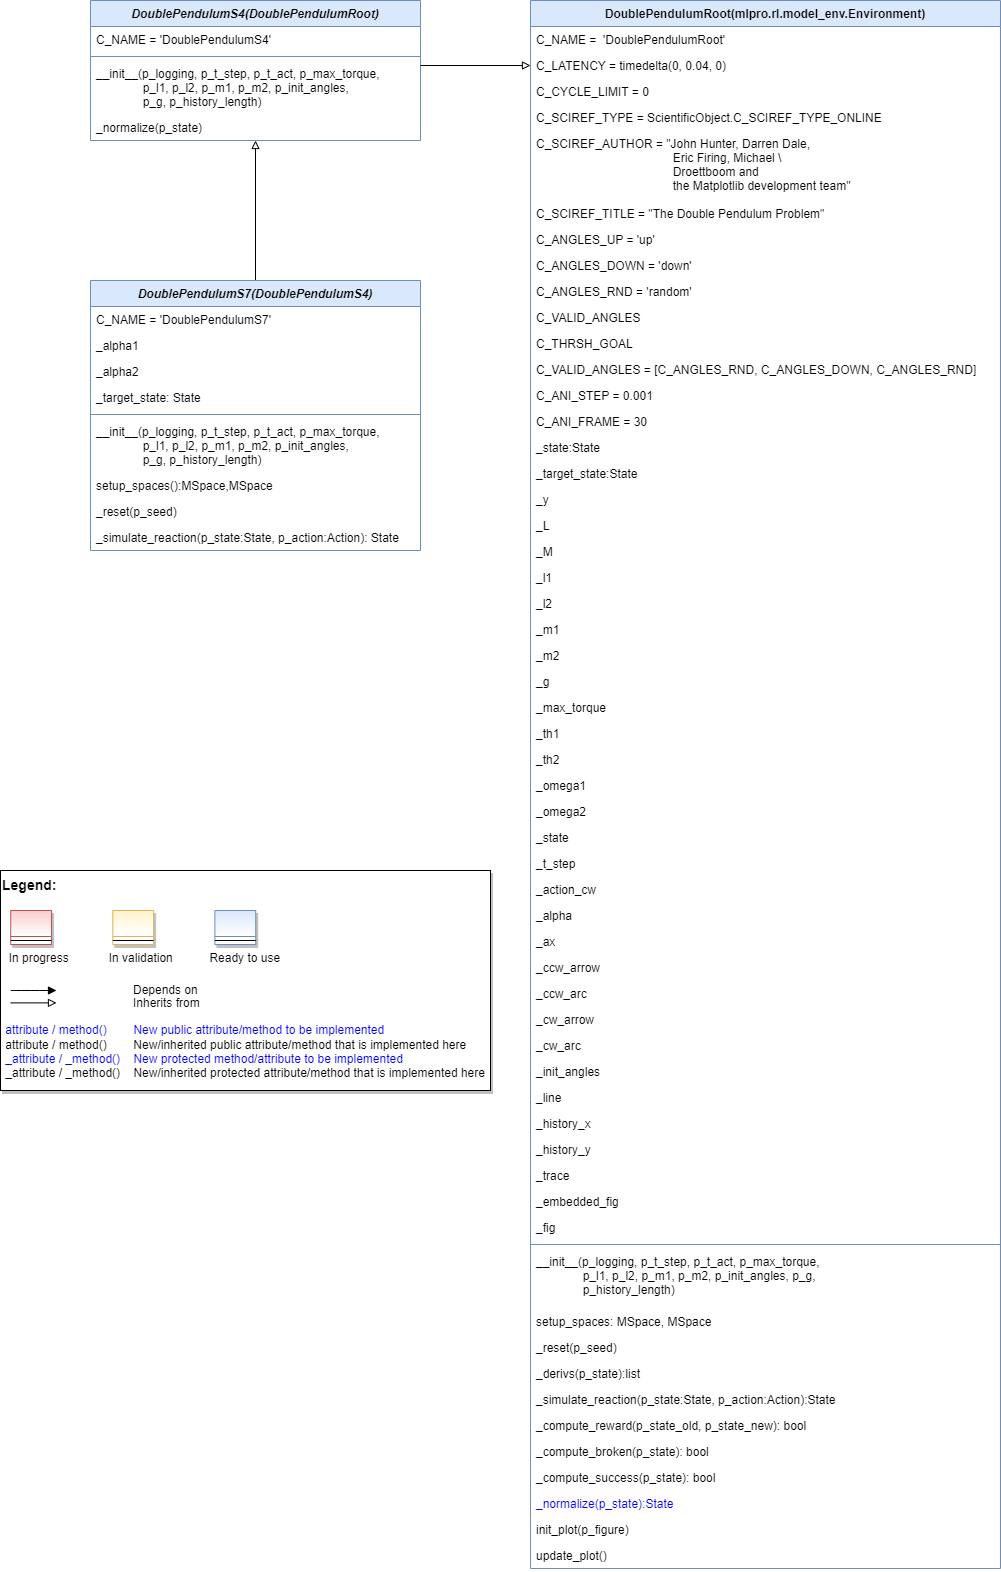 DoublePendulumS4(DoublePendulumRoot)
C_NAME = 'DoublePendulumS4'
__init__(p_logging, p_t_step, p_t_act, p_max_torque,
p_l1, p_l2, p_m1, p_m2, p_init_angles,
p_g, p_history_length)
_normalize(p_state)
DoublePendulumS7(DoublePendulumS4)
C_NAME = 'DoublePendulumS7'
_alpha1
_alpha2
_target_state: State
__init__(p_logging, p_t_step, p_t_act, p_max_torque,
p_l1, p_l2, p_m1, p_m2, p_init_angles,
p_g, p_history_length)
setup_spaces():MSpace,MSpace
_reset(p_seed)
_simulate_reaction(p_state:State, p_action:Action): State
Legend:
In progress
In validation
Ready to use
Depends on
Inherits from
attribute / method() New public attribute/method to be implemented
attribute / method() New/inherited public attribute/method that is implemented here
_attribute / _method() New protected method/attribute to be implemented
_attribute / _method() New/inherited protected attribute/method that is implemented here
DoublePendulumRoot(mlpro.rl.model_env.Environment)
C_NAME =  'DoublePendulumRoot'
C_LATENCY = timedelta(0, 0.04, 0)
C_CYCLE_LIMIT = 0
C_SCIREF_TYPE = ScientificObject.C_SCIREF_TYPE_ONLINE
C_SCIREF_AUTHOR = "John Hunter, Darren Dale,
Eric Firing, Michael \
Droettboom and
the Matplotlib development team"
C_SCIREF_TITLE = "The Double Pendulum Problem"
C_ANGLES_UP = 'up'
C_ANGLES_DOWN = 'down'
C_ANGLES_RND = 'random'
C_VALID_ANGLES
C_THRSH_GOAL
C_VALID_ANGLES = [C_ANGLES_RND, C_ANGLES_DOWN, C_ANGLES_RND]
C_ANI_STEP = 0.001
C_ANI_FRAME = 30
_state:State
_target_state:State
_y
_L
_M
_l1
_l2
_m1
_m2
_g
_max_torque
_th1
_th2
_omega1
_omega2
_state
_t_step
_action_cw
_alpha
_ax
_ccw_arrow
_ccw_arc
_cw_arrow
_cw_arc
_init_angles
_line
_history_x
_history_y
_trace
_embedded_fig
_fig
__init__(p_logging, p_t_step, p_t_act, p_max_torque,
p_l1, p_l2, p_m1, p_m2, p_init_angles, p_g,
p_history_length)
setup_spaces: MSpace, MSpace
_reset(p_seed)
_derivs(p_state):list
_simulate_reaction(p_state:State, p_action:Action):State
_compute_reward(p_state_old, p_state_new): bool
_compute_broken(p_state): bool
_compute_success(p_state): bool
_normalize(p_state):State
init_plot(p_figure)
update_plot()